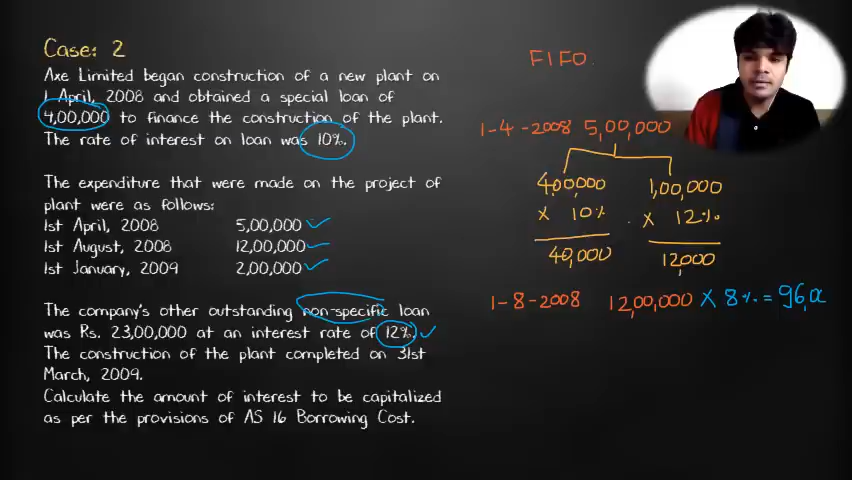 Case: 2
Axe Limited began construction of a new plant on
1 April, 2008 and obtained a special loan of
4,00,000 to finance the construction of the plant.
The rate of interest on loan was 10%.
The expenditure that were made on the project of
plant were as follows:
1st April, 2008 5,00,000
1st August, 2008 12,00,000
1st January, 2009 2,00,000
The company's other outstanding non-specific loan
was Rs. 23,00,000 at an interest rate of 12%.
The construction of the plant completed on 31st
March, 2009.
Calculate the amount of interest to be capitalized
as per the provisions of AS 16 Borrowing Cost.
FIFO.
1-4-2008 5,00,000
4,00,000 1,00,000
x 10% x 12%
40,000 12,000
1-8-2008 12,00,000 x 8% = 96,0